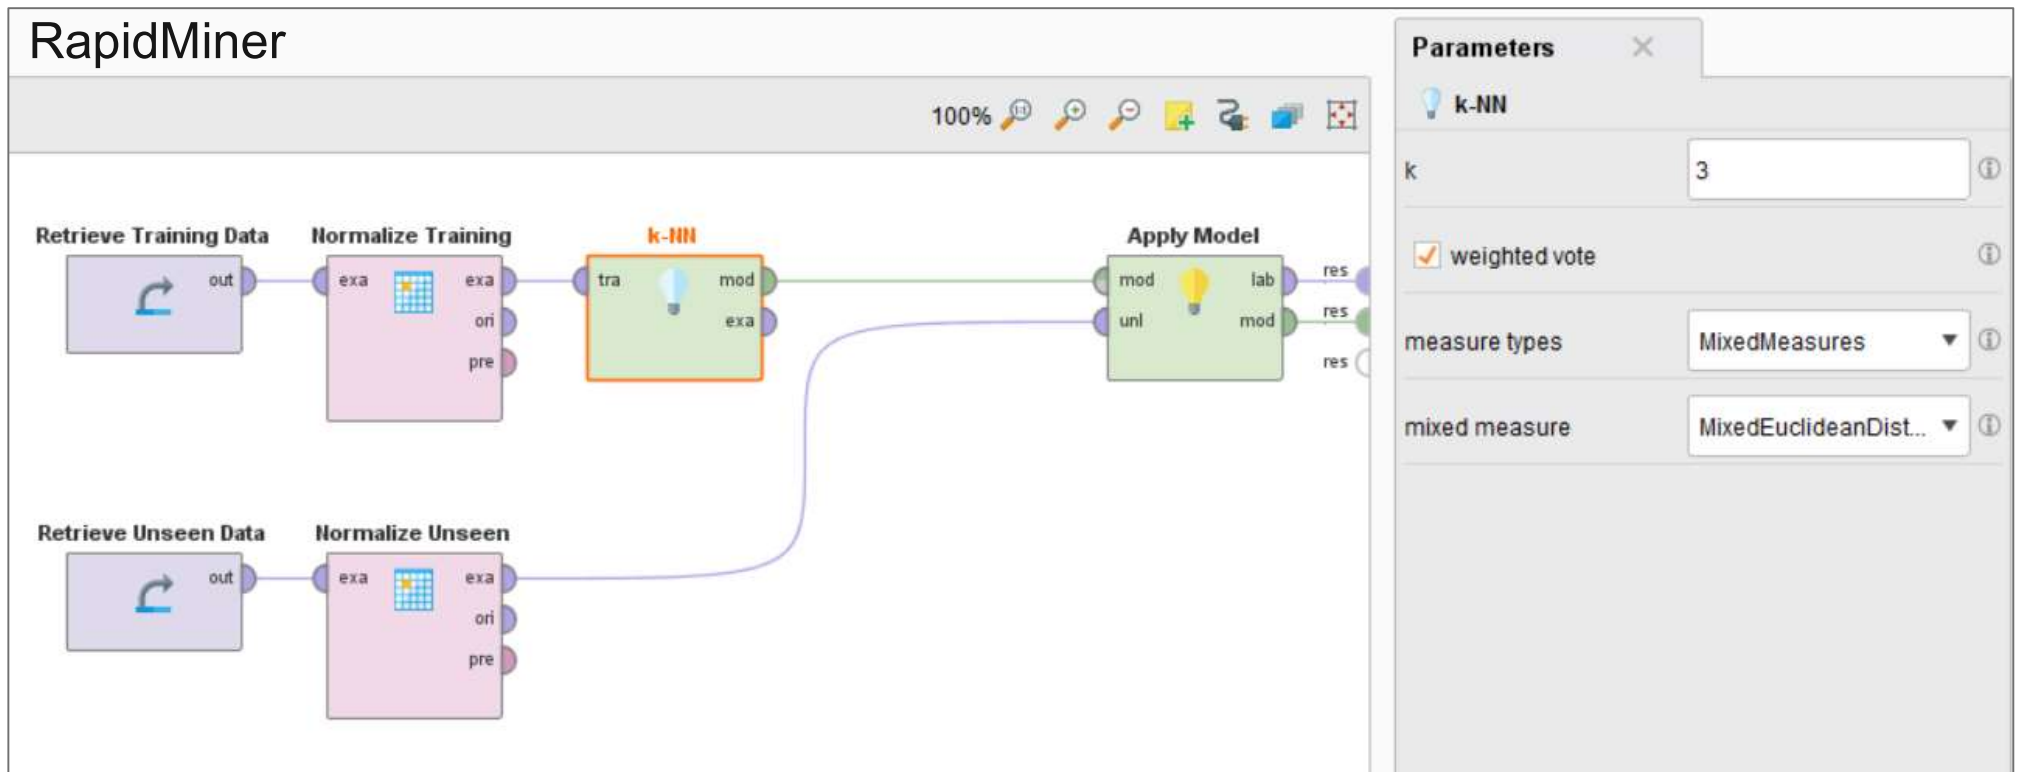 RapidMiner
100%
Retrieve Training Data
out
Normalize Training
exa
exa
ori
pre
k-NN
tra
mod
exa
Apply Model
mod
lab
unl
mod
res
res
res
Retrieve Unseen Data
out
Normalize Unseen
exa
exa
ori
pre
Parameters
k-NN
k
3
weighted vote
measure types
MixedMeasures
mixed measure
MixedEuclideanDist...